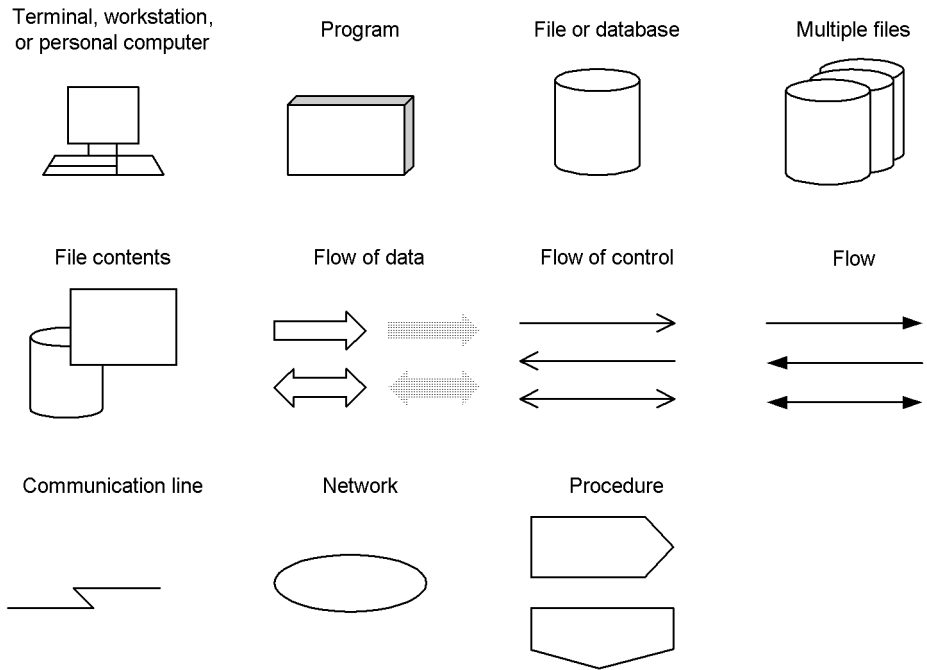 Terminal, workstation,
or personal computer
Program
File or database
Multiple files
File contents
Flow of data
Flow of control
Flow
Communication line
Network
Procedure